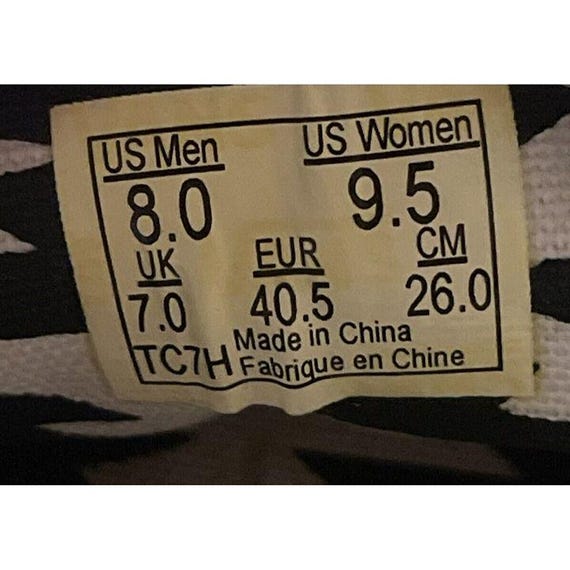 US Men US Women
8.0 9.5
UK EUR CM
7.0 40.5 26.0
TC7H Made in China
Fabrique en Chine